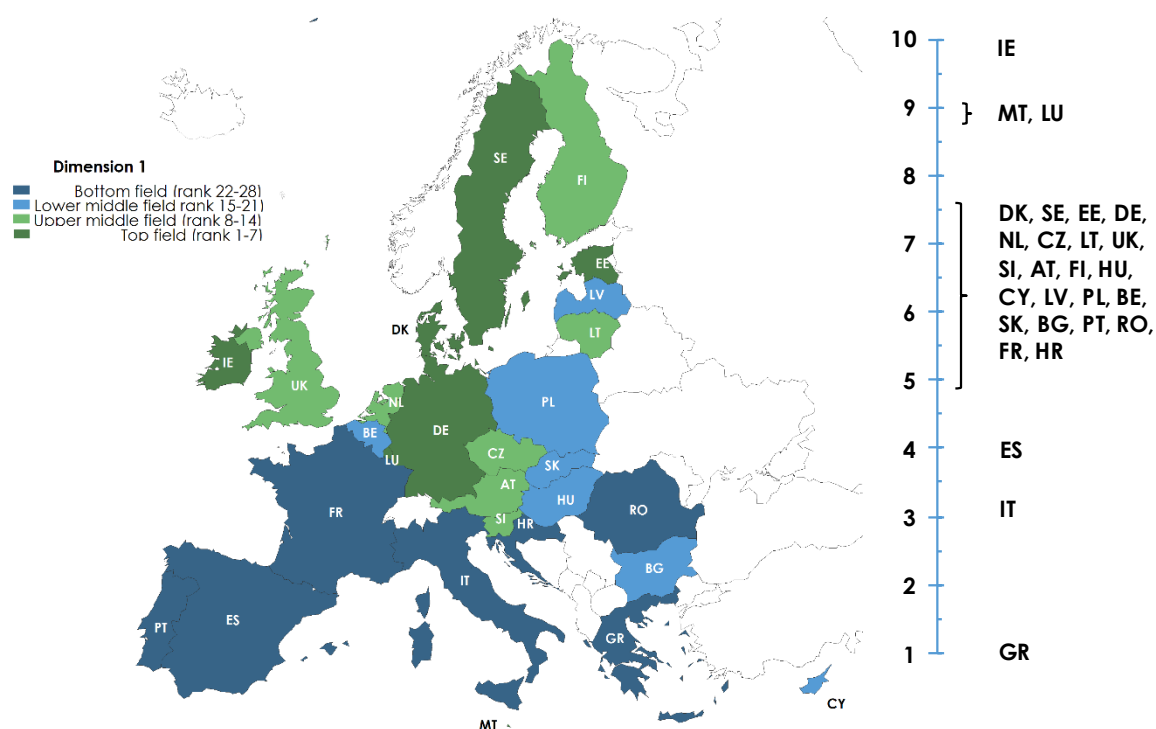 Dimension 1
Bottom field (rank 22-28)
Lower middle field rank 15-21)
Upper middle field (rank 8-14)
Top field (rank 1-7)
SE
FI
EE
LV
DK
LT
IE
UK
NL
PL
BE
DE
LU
CZ
SK
AT
HU
FR
SI
HR
RO
IT
BG
PT
ES
GR
MT
CY
10
9
8
7
6
5
4
3
2
1
IE
MT, LU
DK, SE, EE, DE,
NL, CZ, LT, UK,
SI, AT, FI, HU,
CY, LV, PL, BE,
SK, BG, PT, RO,
FR, HR
ES
IT
GR